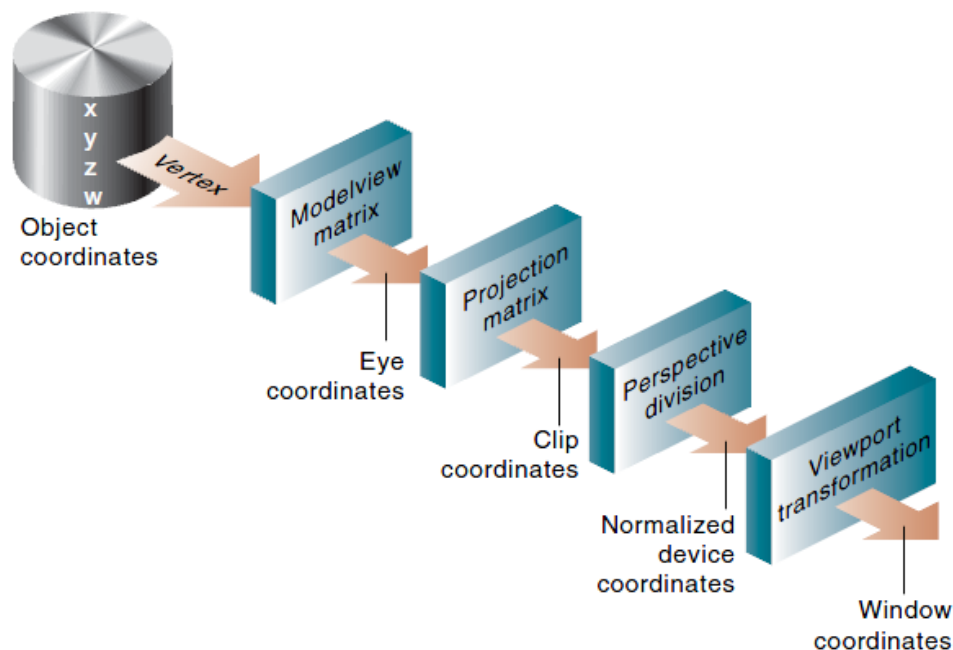 x
y
z
w
Vertex
Object
coordinates
Modelview
matrix
Eye
coordinates
Projection
matrix
Clip
coordinates
Perspective
division
Normalized
device
coordinates
Viewport
transformation
Window
coordinates